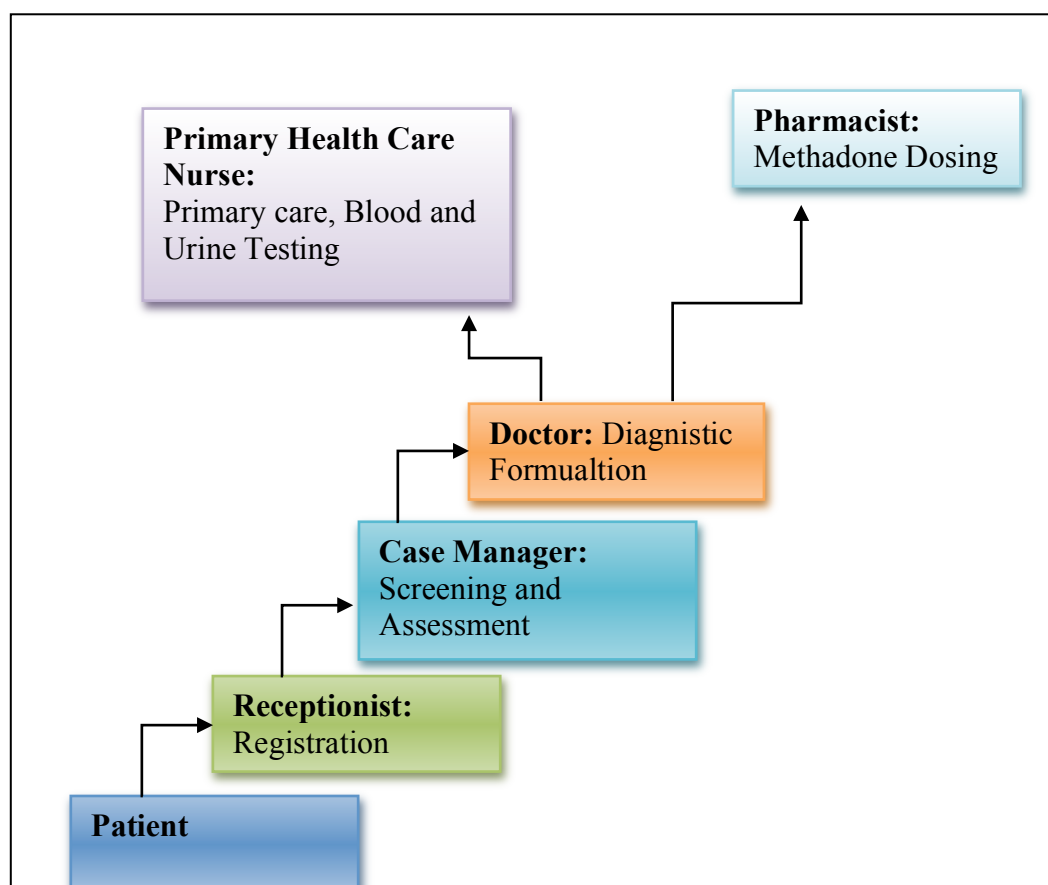 Primary Health Care
Nurse:
Primary care, Blood and
Urine Testing
Pharmacist:
Methadone Dosing
Doctor: Diagnistic
Formualtion
Case Manager:
Screening and
Assessment
Receptionist:
Registration
Patient